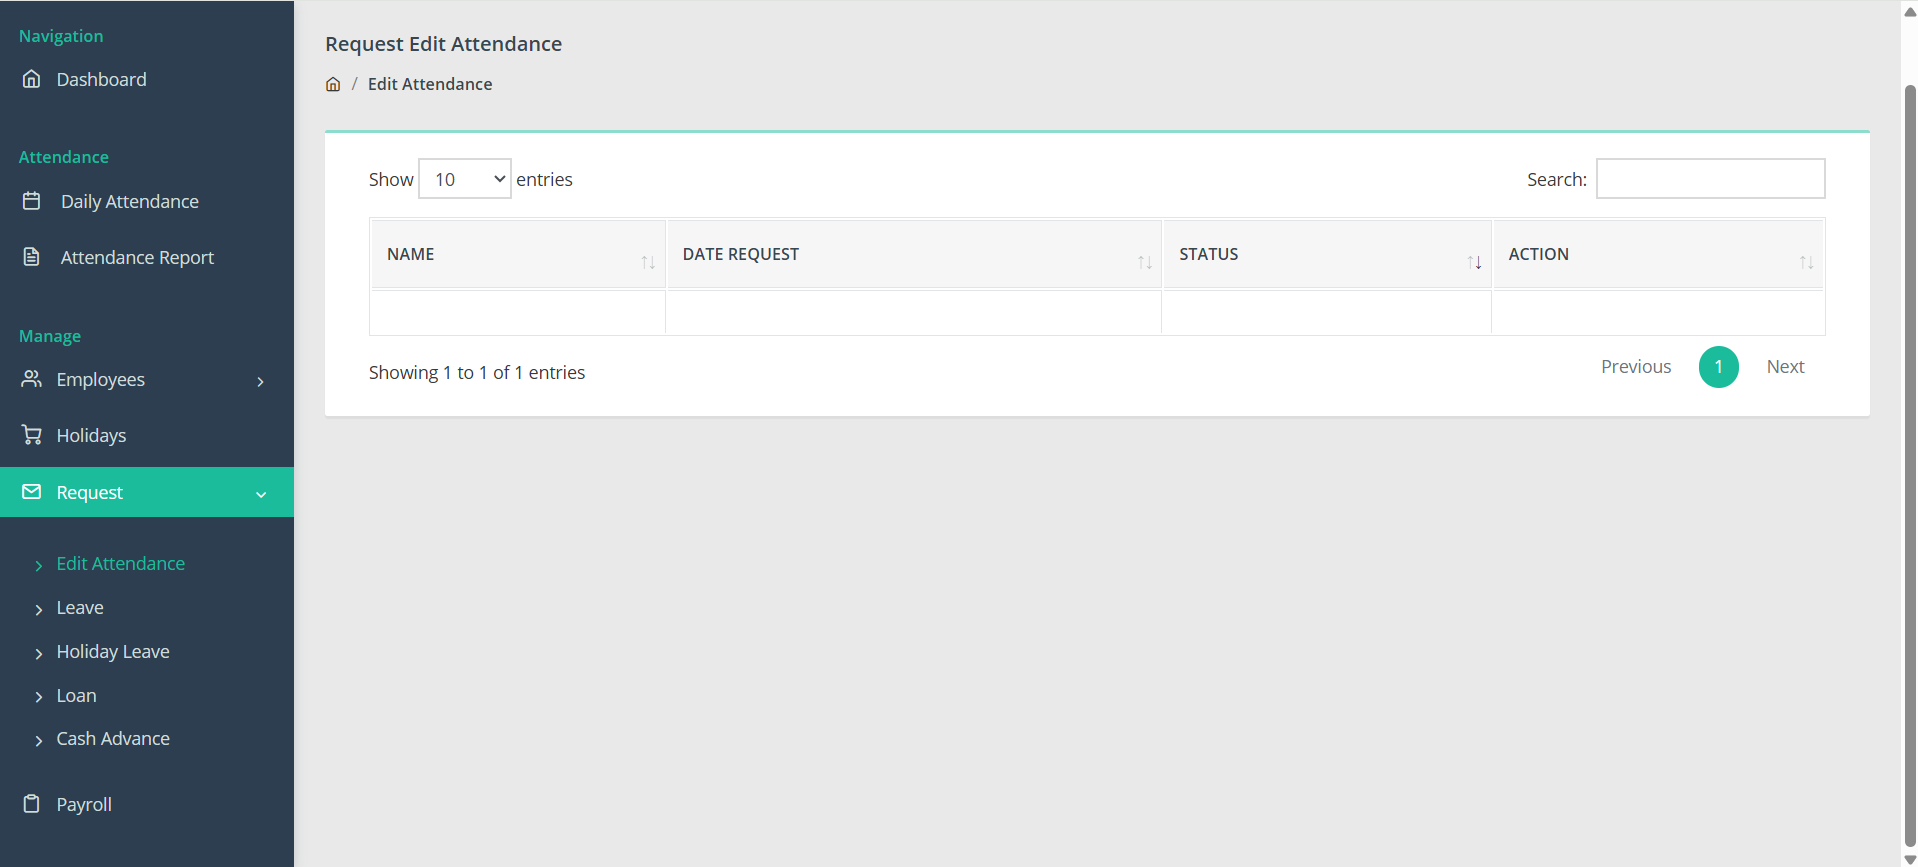 Navigation
Dashboard
Attendance
Daily Attendance
Attendance Report
Manage
Employees
Holidays
Request
Edit Attendance
Leave
Holiday Leave
Loan
Cash Advance
Payroll
Request Edit Attendance
/ Edit Attendance
Show 10 entries
Search:
NAME DATE REQUEST STATUS ACTION
Showing 1 to 1 of 1 entries
Previous 1 Next